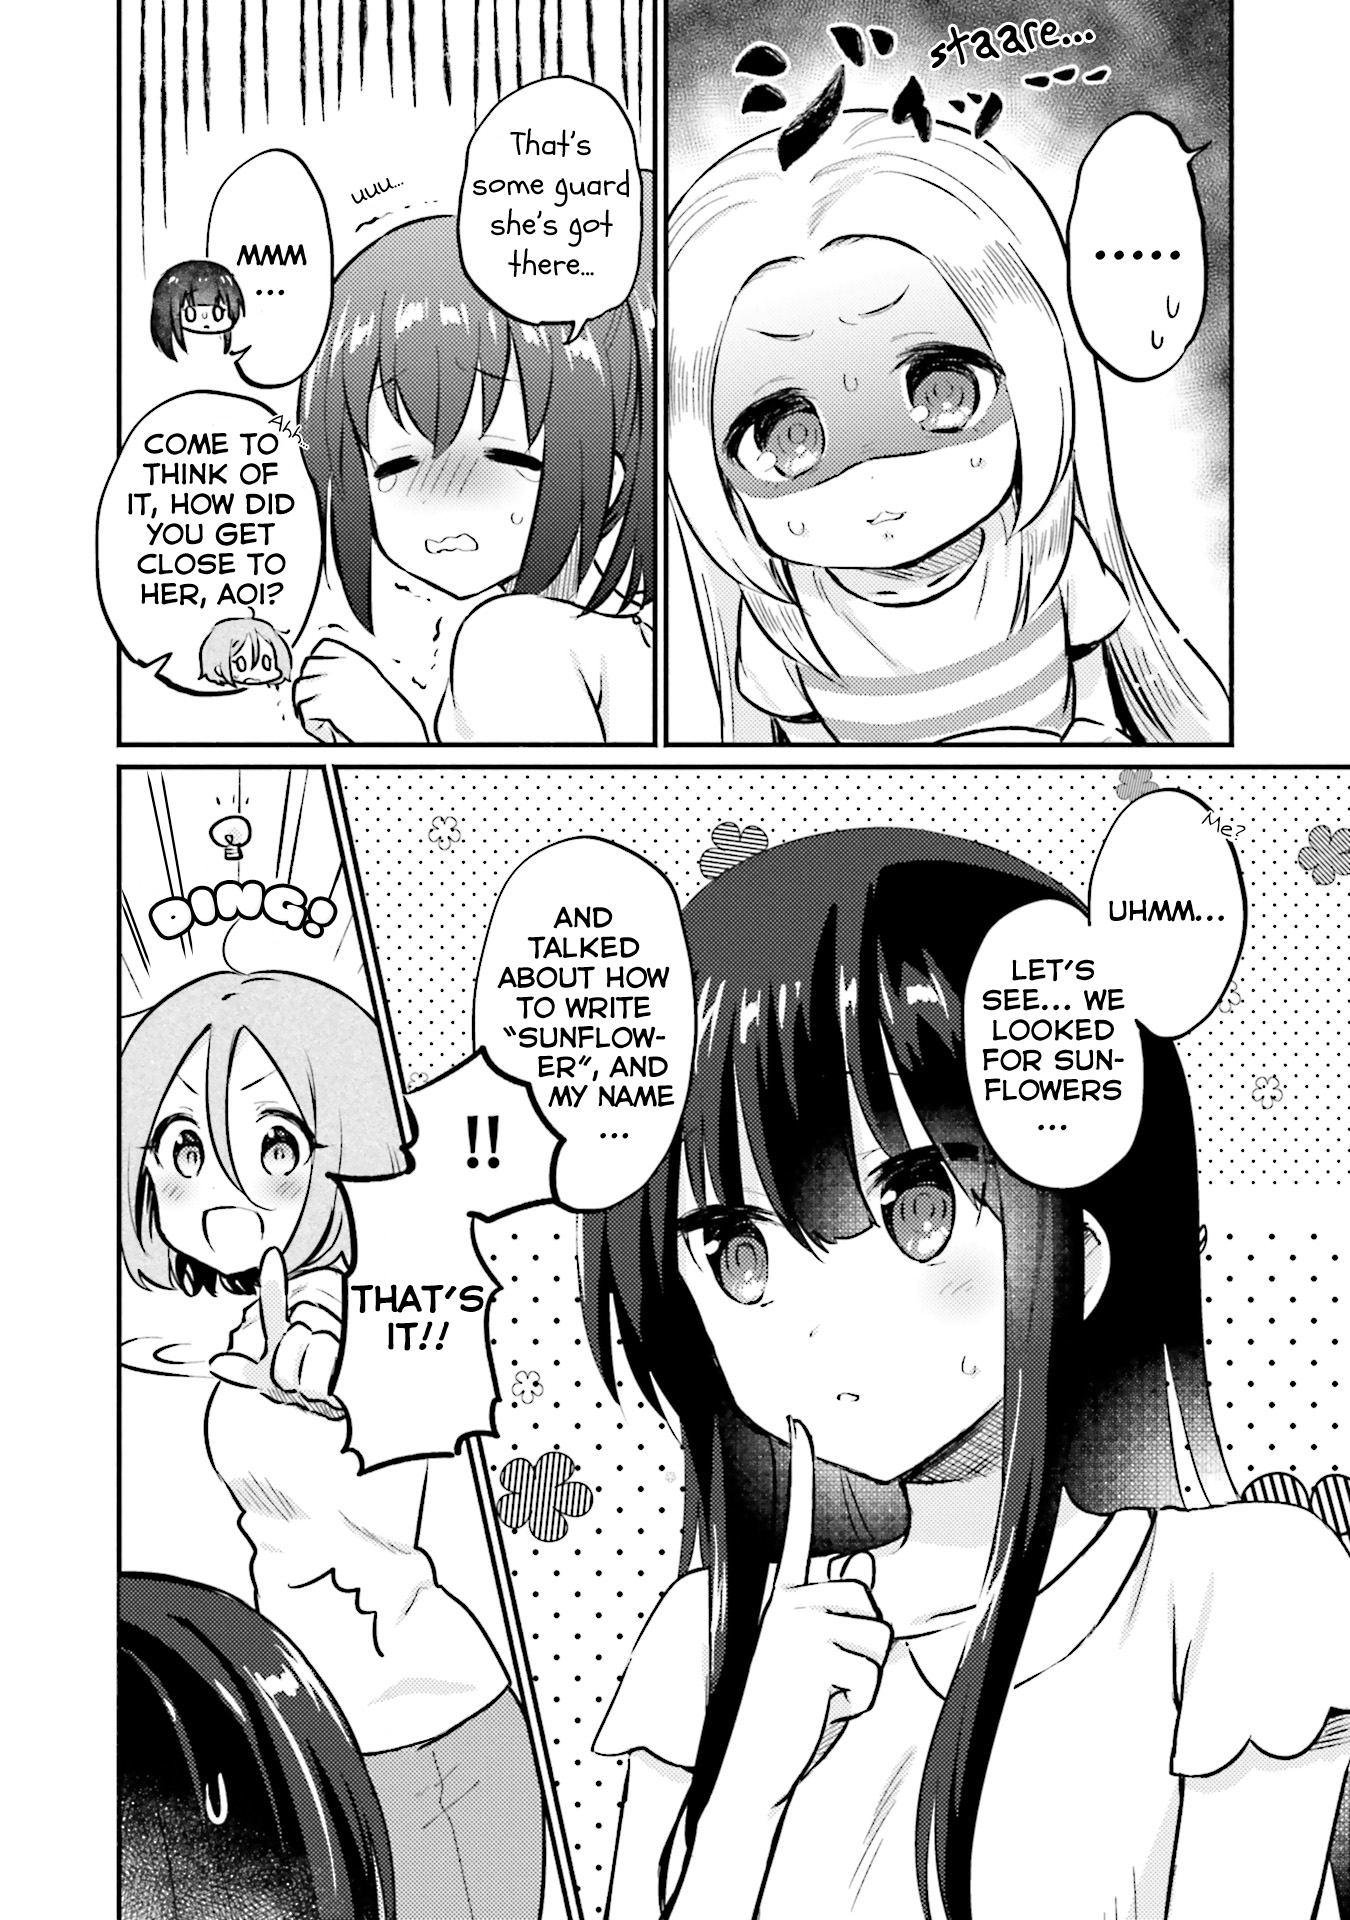 staare...
ジッ
.....
That's
some guard
she's got
there...
uuu...
MMM
...
Ahh...
COME TO
THINK OF
IT, HOW DID
YOU GET
CLOSE TO
HER, AOI?
Me?
UHMM...
LET'S
SEE... WE
LOOKED
FOR SUN-
FLOWERS
...
AND
TALKED
ABOUT HOW
TO WRITE
"SUNFLOW-
ER", AND
MY NAME
...
!!
DING!
THAT'S
IT!!